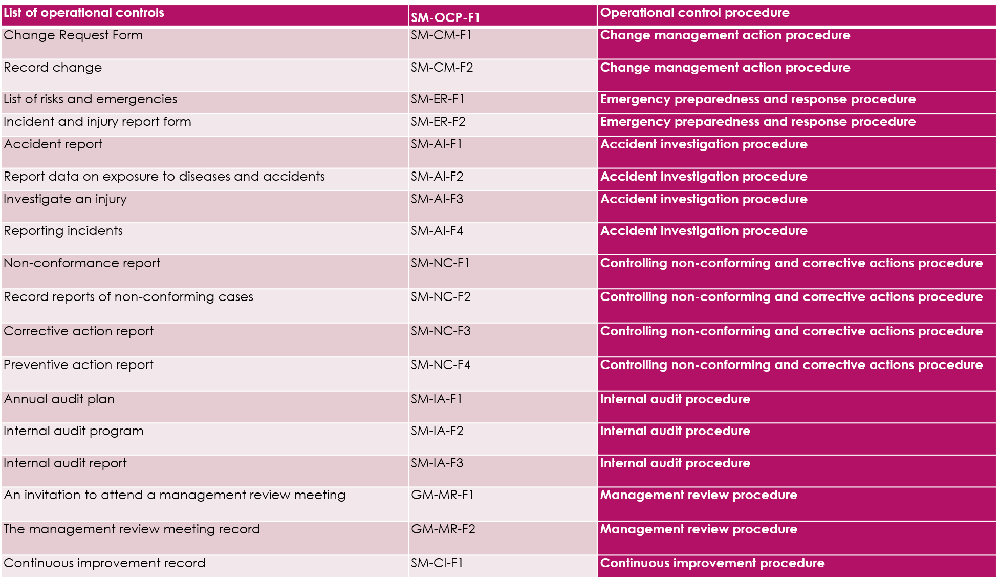 List of operational controls SM-OCP-F1 Operational control procedure
Change Request Form SM-CM-F1 Change management action procedure
Record change SM-CM-F2 Change management action procedure
List of risks and emergencies SM-ER-F1 Emergency preparedness and response procedure
Incident and injury report form SM-ER-F2 Emergency preparedness and response procedure
Accident report SM-AI-F1 Accident investigation procedure
Report data on exposure to diseases and accidents SM-AI-F2 Accident investigation procedure
Investigate an injury SM-AI-F3 Accident investigation procedure
Reporting incidents SM-AI-F4 Accident investigation procedure
Non-conformance report SM-NC-F1 Controlling non-conforming and corrective actions procedure
Record reports of non-conforming cases SM-NC-F2 Controlling non-conforming and corrective actions procedure
Corrective action report SM-NC-F3 Controlling non-conforming and corrective actions procedure
Preventive action report SM-NC-F4 Controlling non-conforming and corrective actions procedure
Annual audit plan SM-IA-F1 Internal audit procedure
Internal audit program SM-IA-F2 Internal audit procedure
Internal audit report SM-IA-F3 Internal audit procedure
An invitation to attend a management review meeting GM-MR-F1 Management review procedure
The management review meeting record GM-MR-F2 Management review procedure
Continuous improvement record SM-CI-F1 Continuous improvement procedure